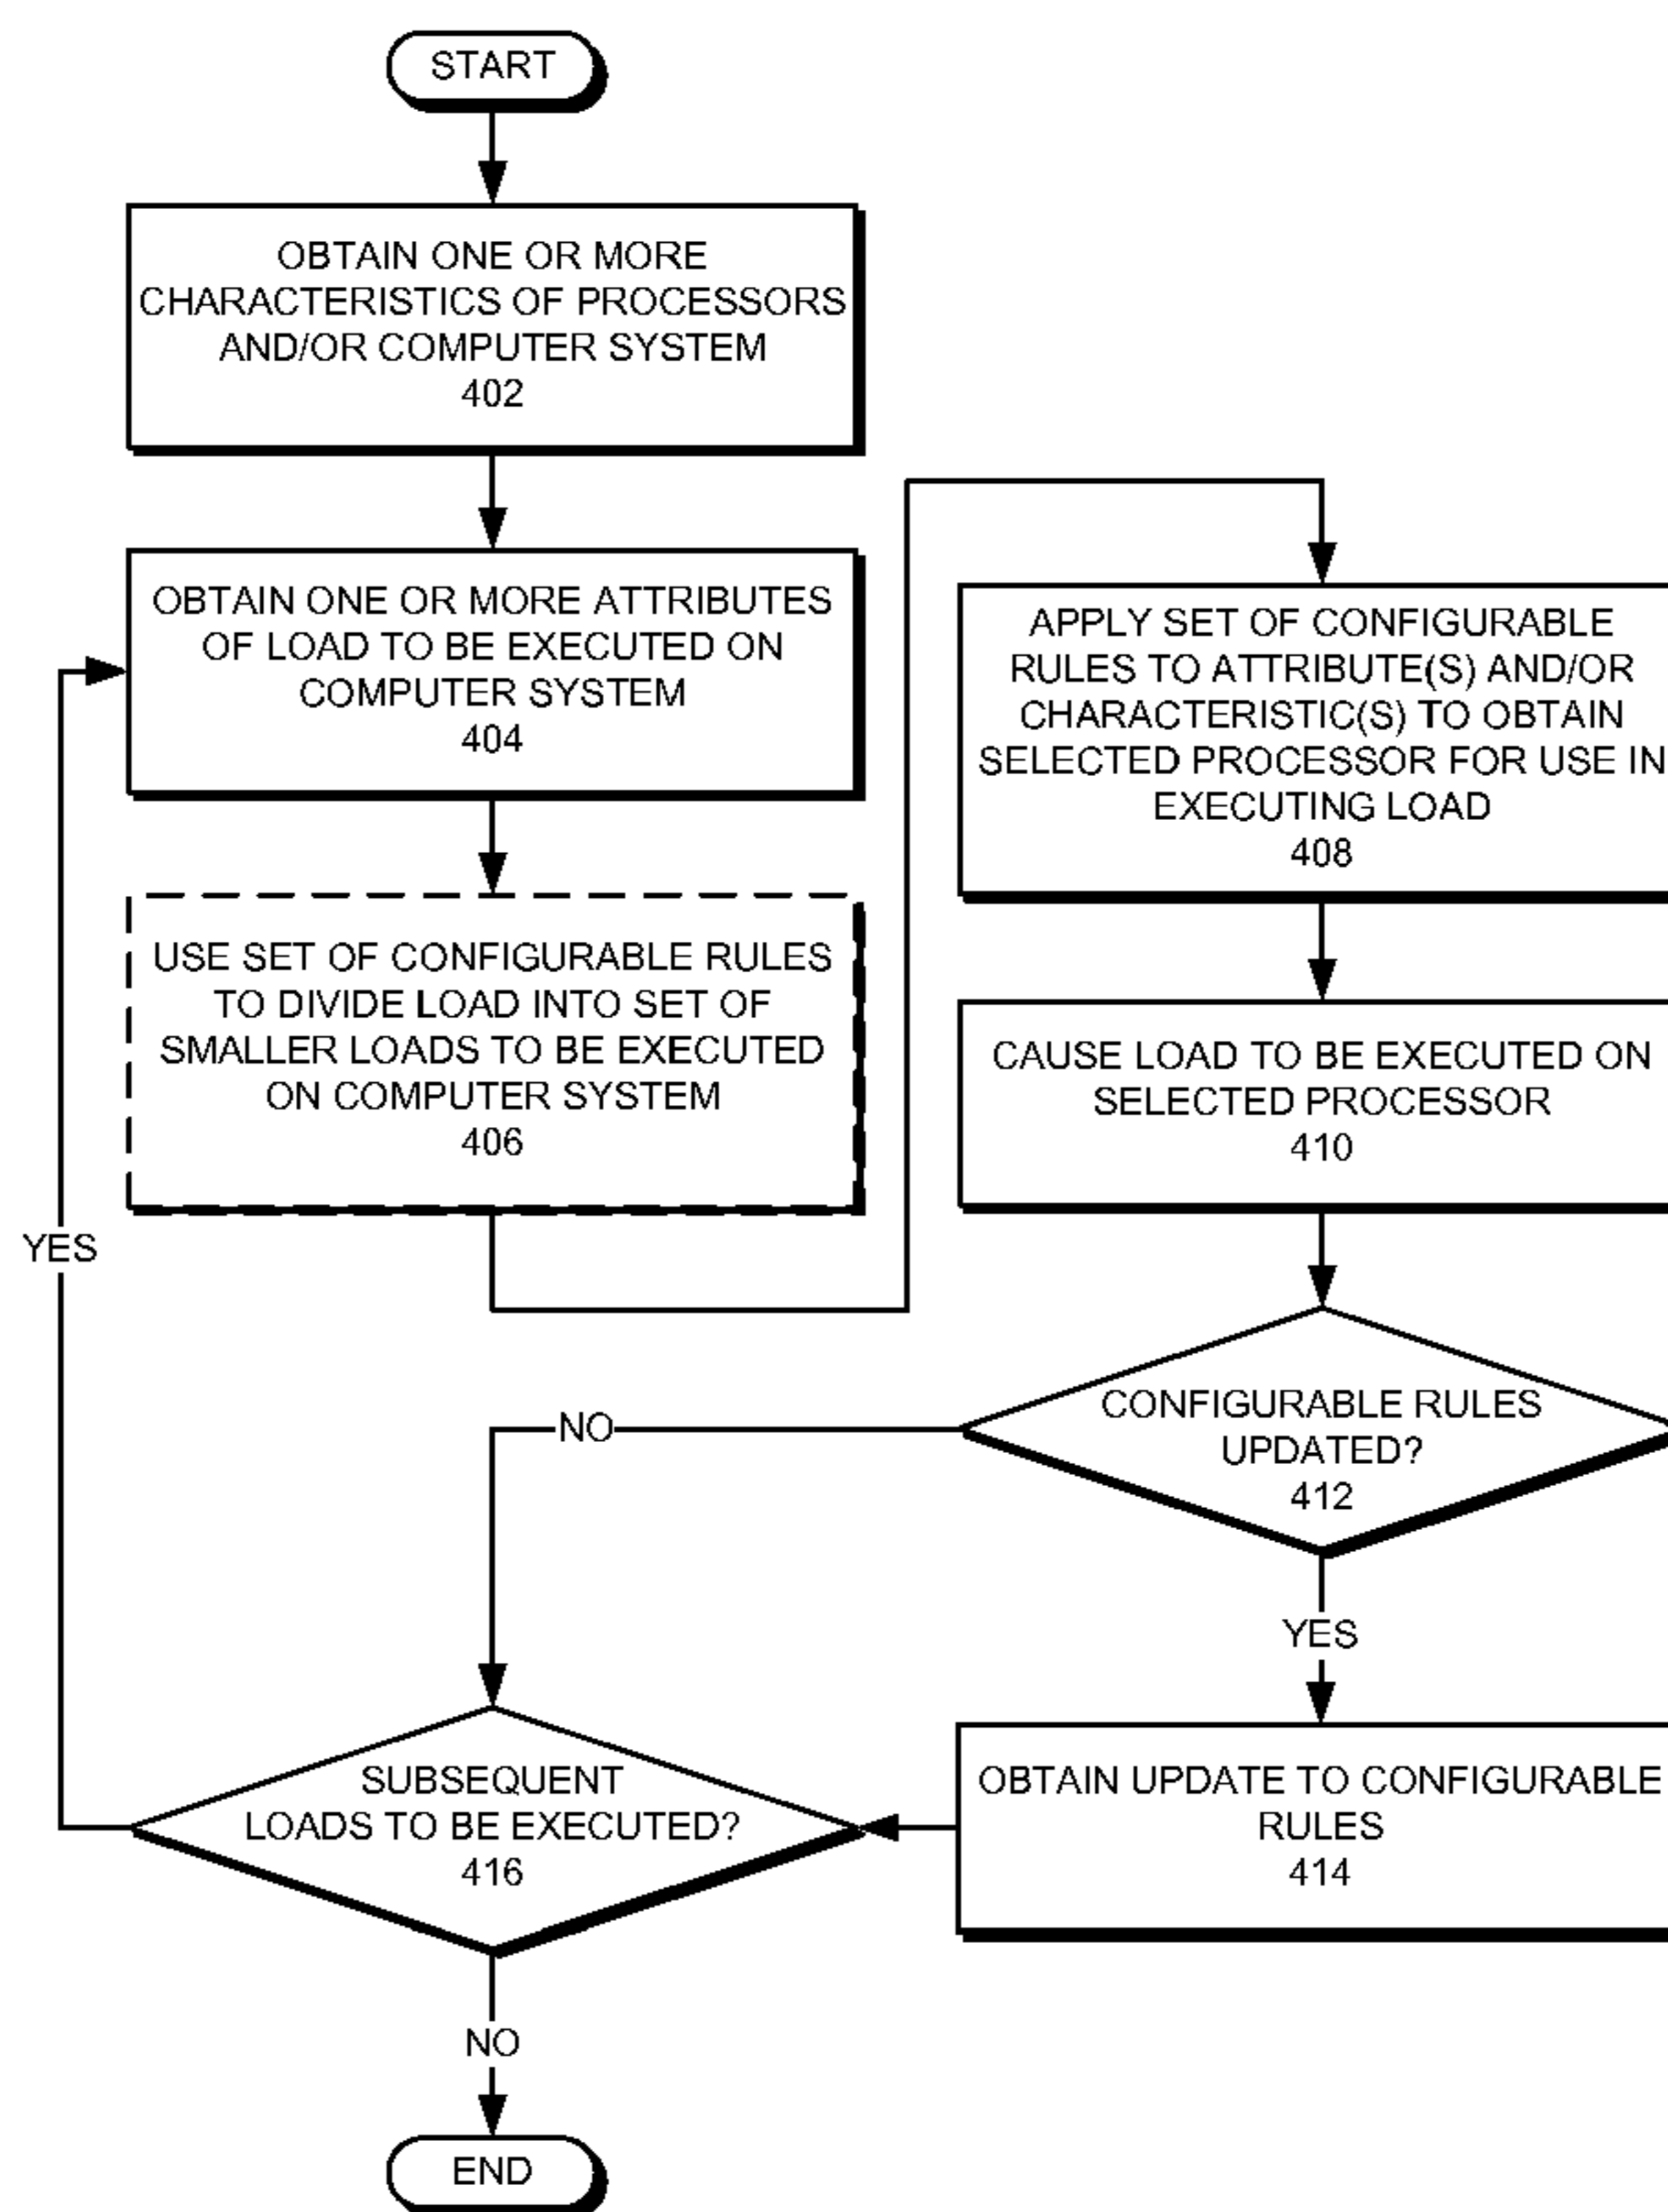 START
OBTAIN ONE OR MORE
CHARACTERISTICS OF PROCESSORS
AND/OR COMPUTER SYSTEM
402
OBTAIN ONE OR MORE ATTRIBUTES
OF LOAD TO BE EXECUTED ON
COMPUTER SYSTEM
404
USE SET OF CONFIGURABLE RULES
TO DIVIDE LOAD INTO SET OF
SMALLER LOADS TO BE EXECUTED
ON COMPUTER SYSTEM
406
APPLY SET OF CONFIGURABLE
RULES TO ATTRIBUTE(S) AND/OR
CHARACTERISTIC(S) TO OBTAIN
SELECTED PROCESSOR FOR USE IN
EXECUTING LOAD
408
CAUSE LOAD TO BE EXECUTED ON
SELECTED PROCESSOR
410
CONFIGURABLE RULES
UPDATED?
412
NO
YES
OBTAIN UPDATE TO CONFIGURABLE
RULES
414
SUBSEQUENT
LOADS TO BE EXECUTED?
416
YES
NO
END